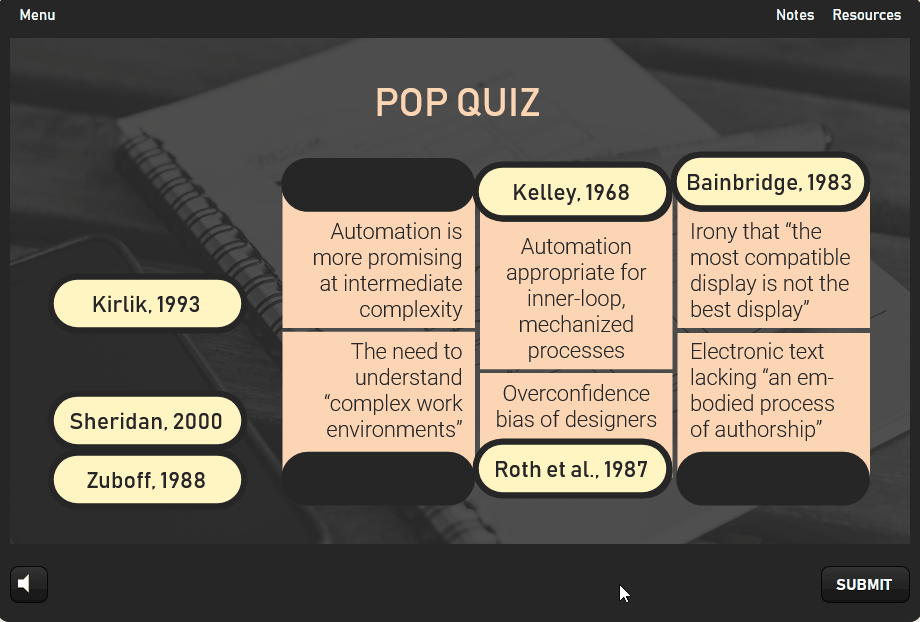 Menu
Notes
Resources
POP QUIZ
Kelley, 1968
Bainbridge, 1983
Automation is
more promising
at intermediate
complexity
Automation
appropriate for
inner-loop,
mechanized
processes
Irony that “the
most compatible
display is not the
best display”
Kirlik, 1993
The need to
understand
“complex work
environments”
Overconfidence
bias of designers
Electronic text
lacking “an em-
bodied process
of authorship”
Sheridan, 2000
Zuboff, 1988
Roth et al., 1987
SUBMIT